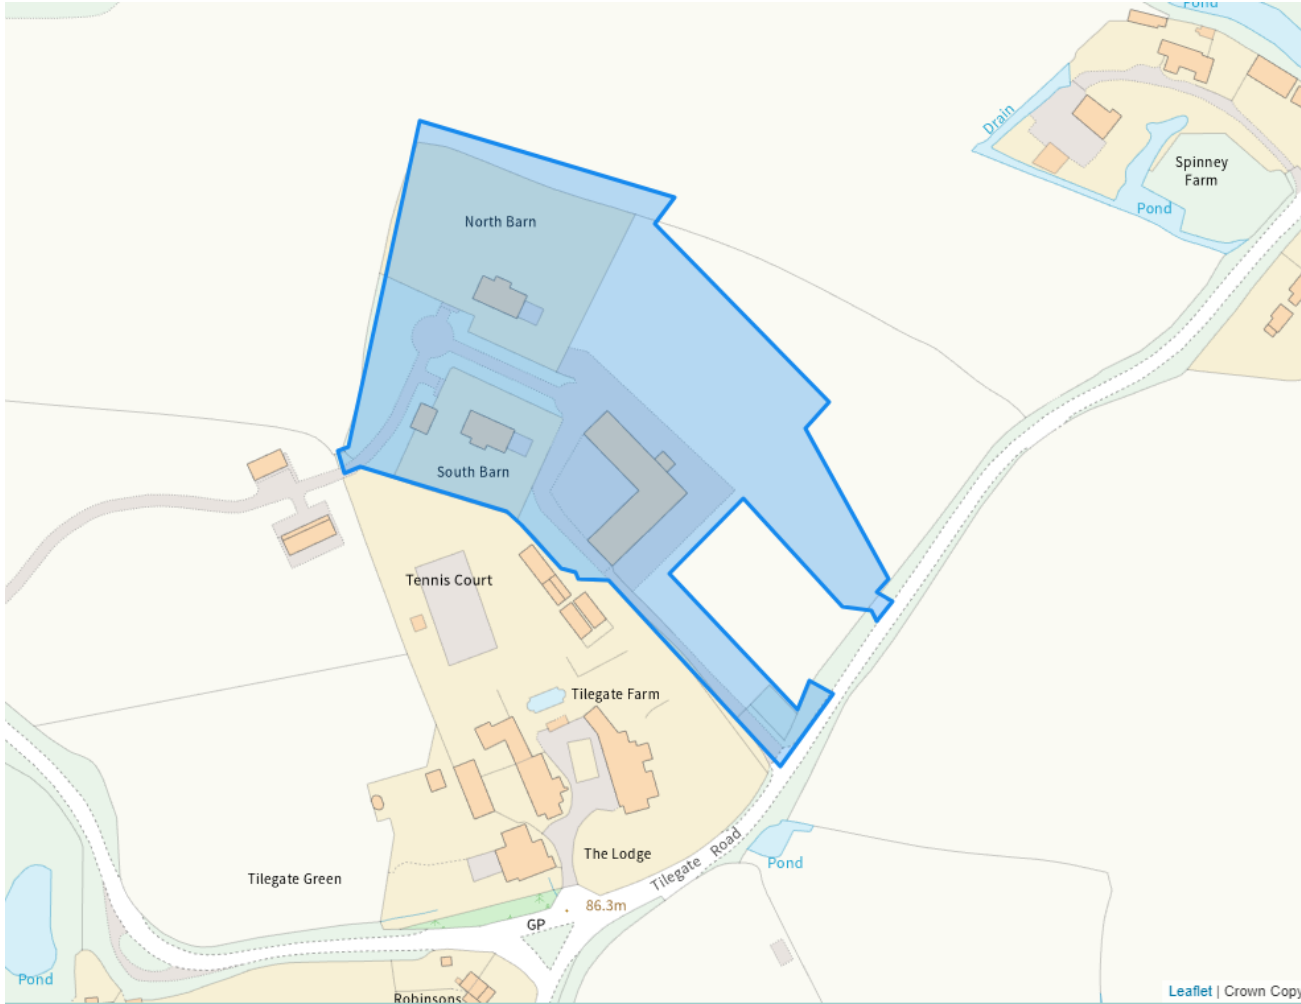 Pond
Drain
Spinney
Farm
Pond
North Barn
South Barn
Tennis Court
Tilegate Farm
Tilegate Road
The Lodge
Pond
Tilegate Green
86.3m
GP
Pond
Robinsons
Leaflet | Crown Copy